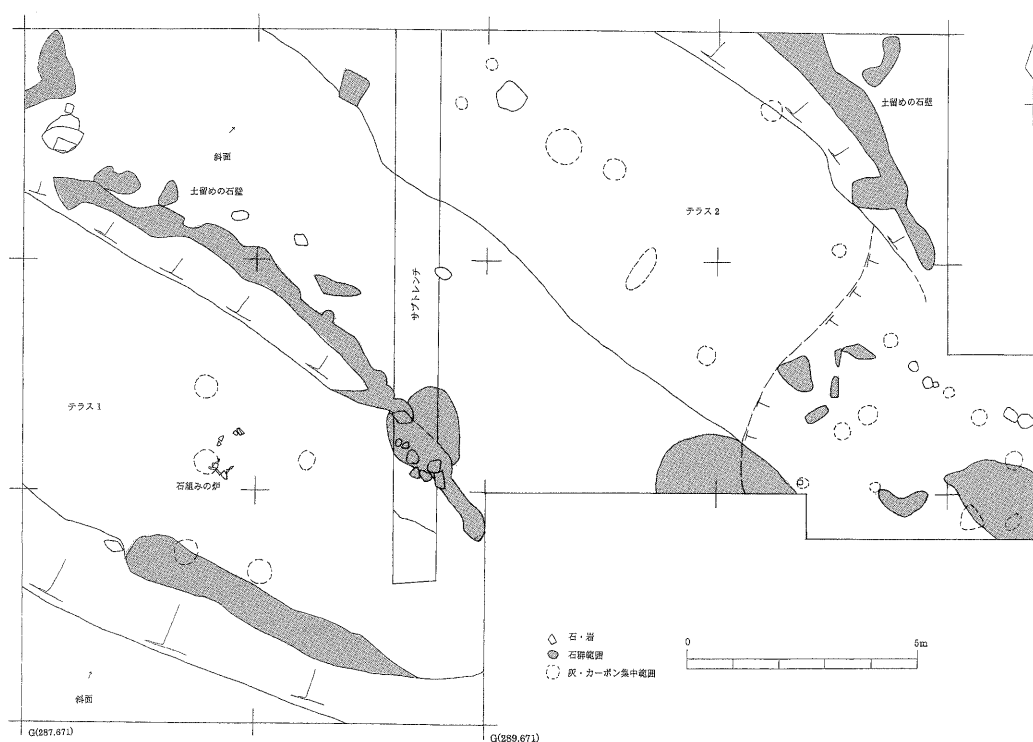 土留めの石壁
斜面
土留めの石壁
テラス2
サブトレンチ
テラス1
石組みの炉
石・岩
石群範囲
灰・カーボン集中範囲
0 5m
斜面
G(287,671)
G(289,671)